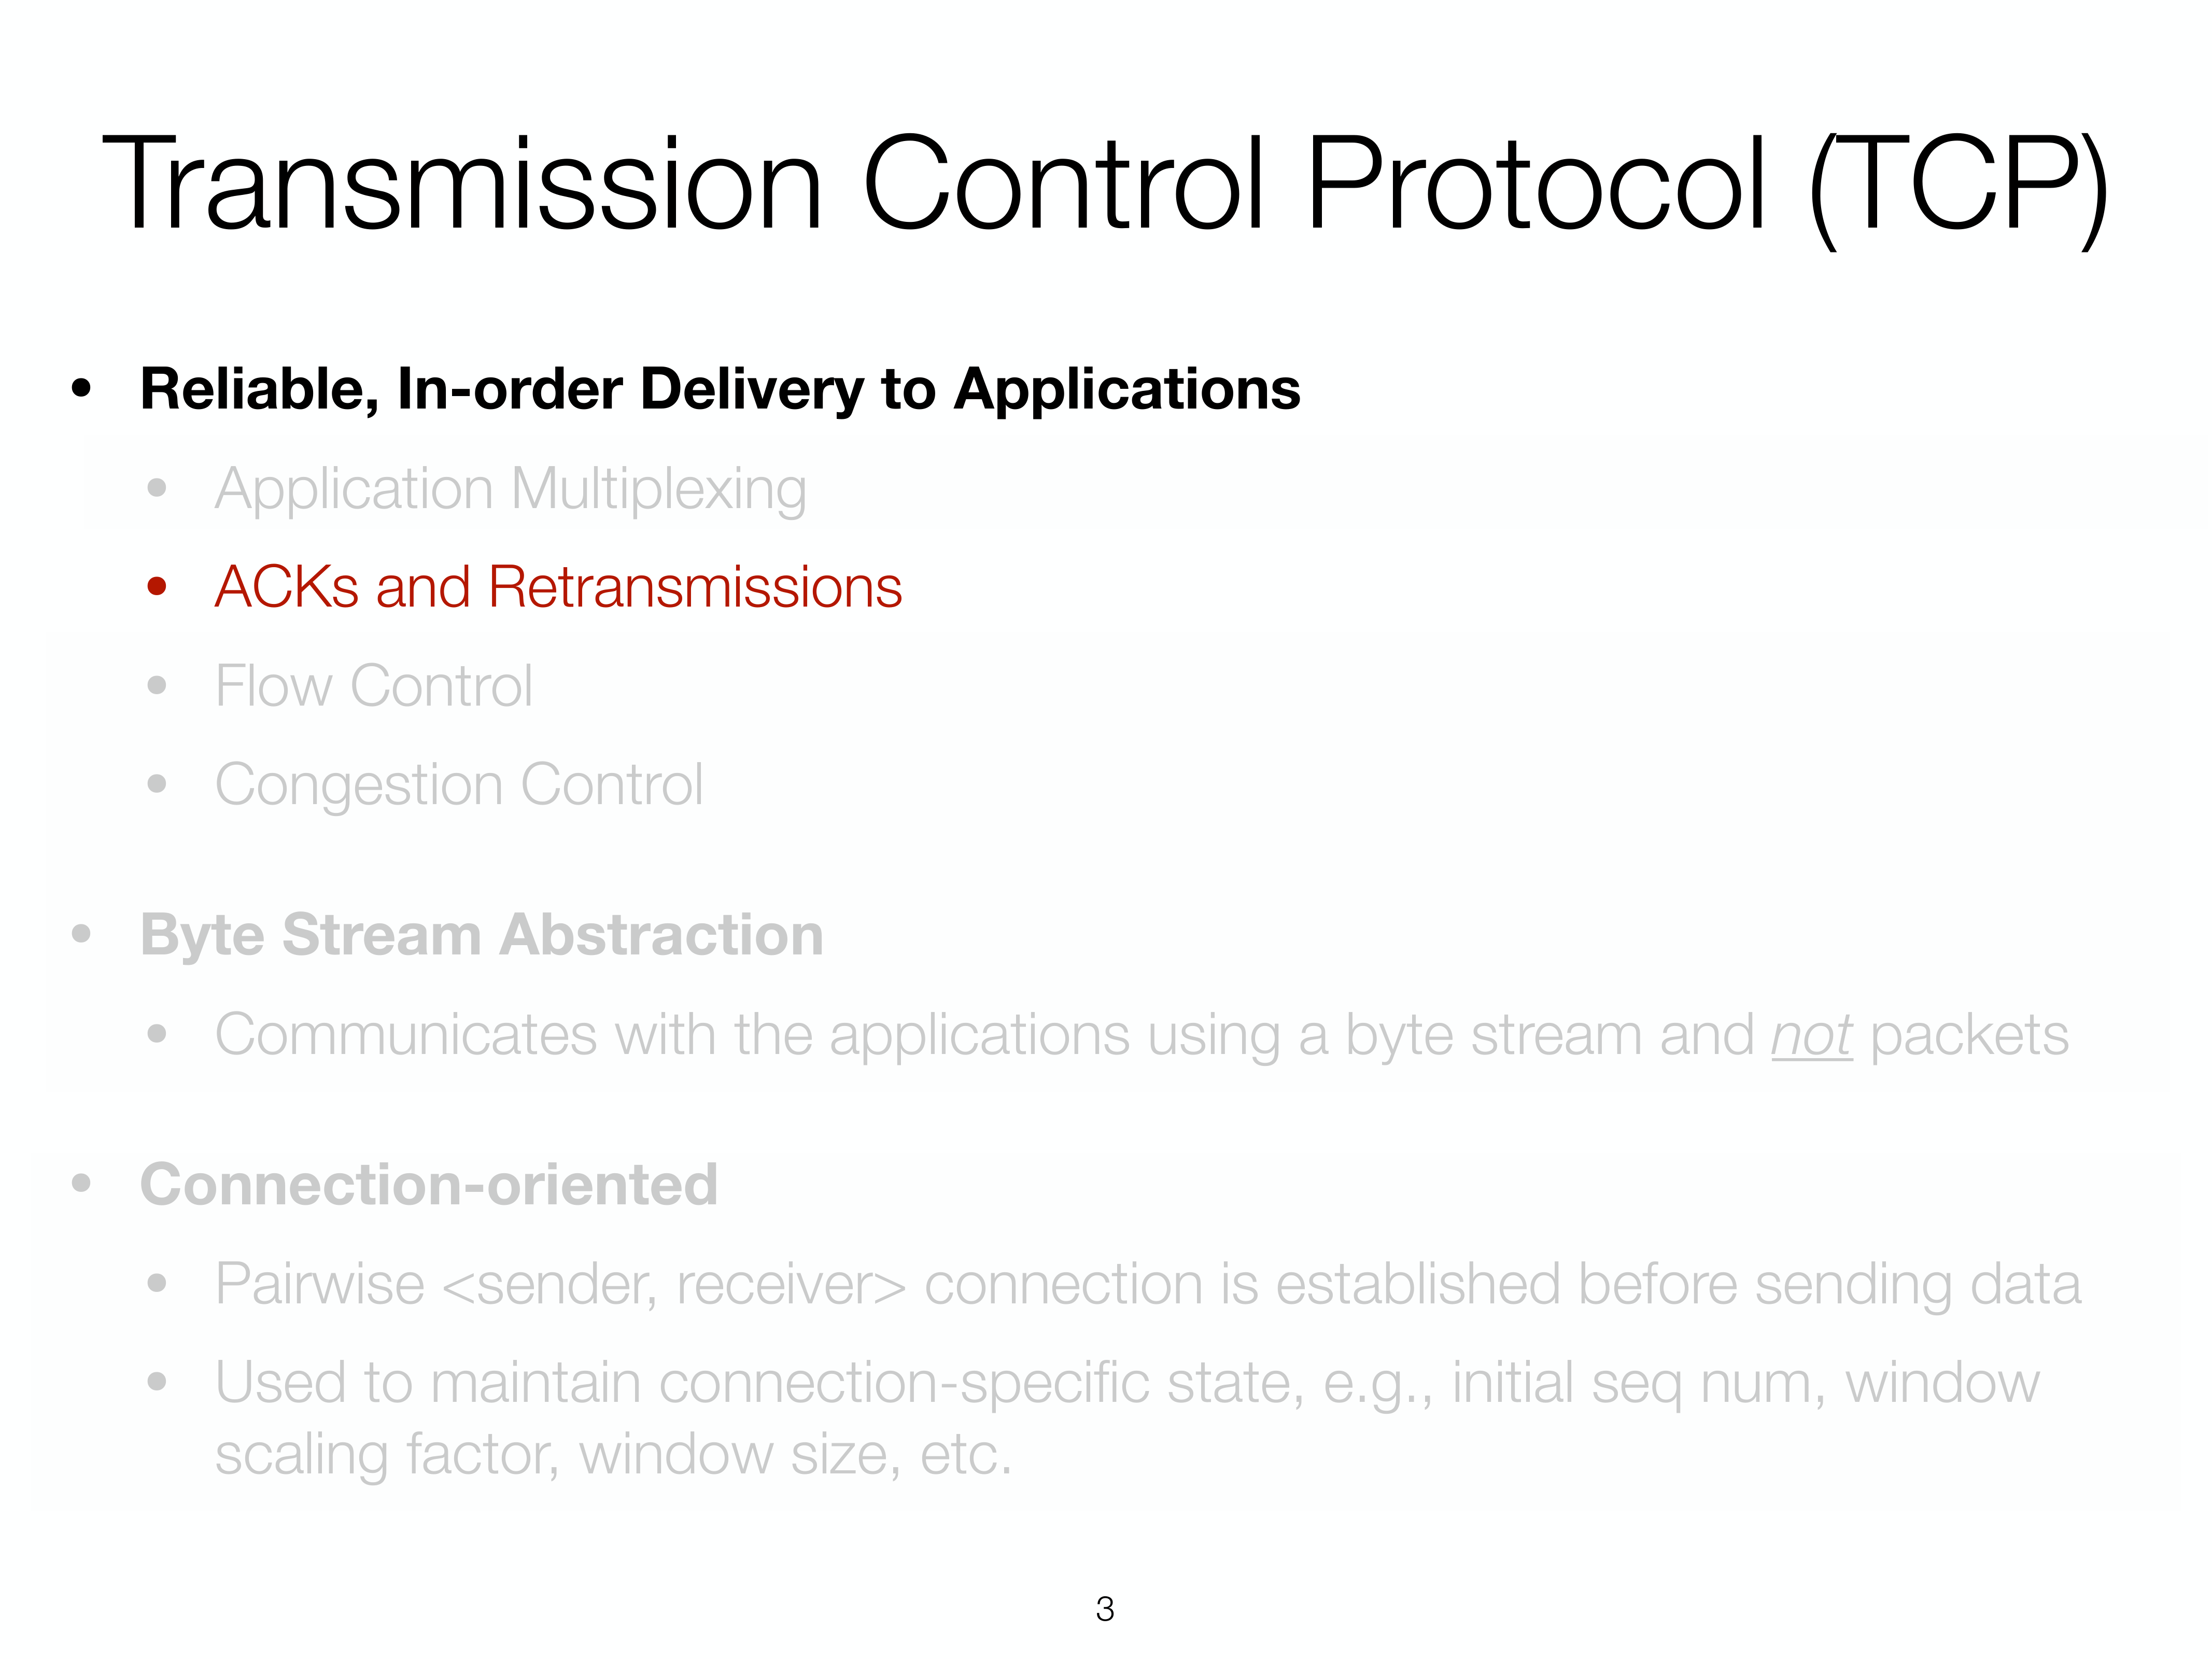 Transmission Control Protocol (TCP)
• Reliable, In-order Delivery to Applications
• Application Multiplexing
• ACKs and Retransmissions
• Flow Control
• Congestion Control
• Byte Stream Abstraction
• Communicates with the applications using a byte stream and not packets
• Connection-oriented
• Pairwise <sender, receiver> connection is established before sending data
• Used to maintain connection-specific state, e.g., initial seq num, window
scaling factor, window size, etc.
3